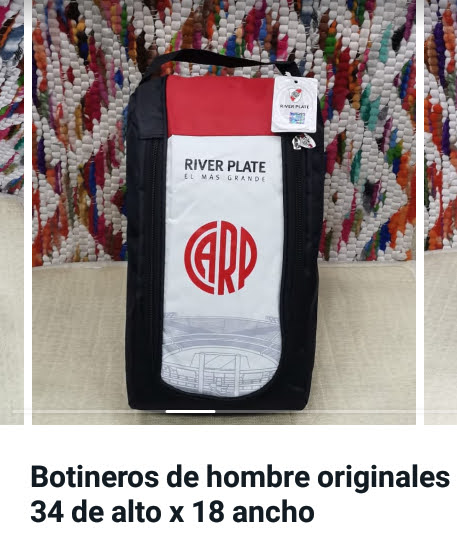 RIVER PLATE
RIVER PLATE
EL MÁS GRANDE
CARP
Botineros de hombre originales
34 de alto x 18 ancho